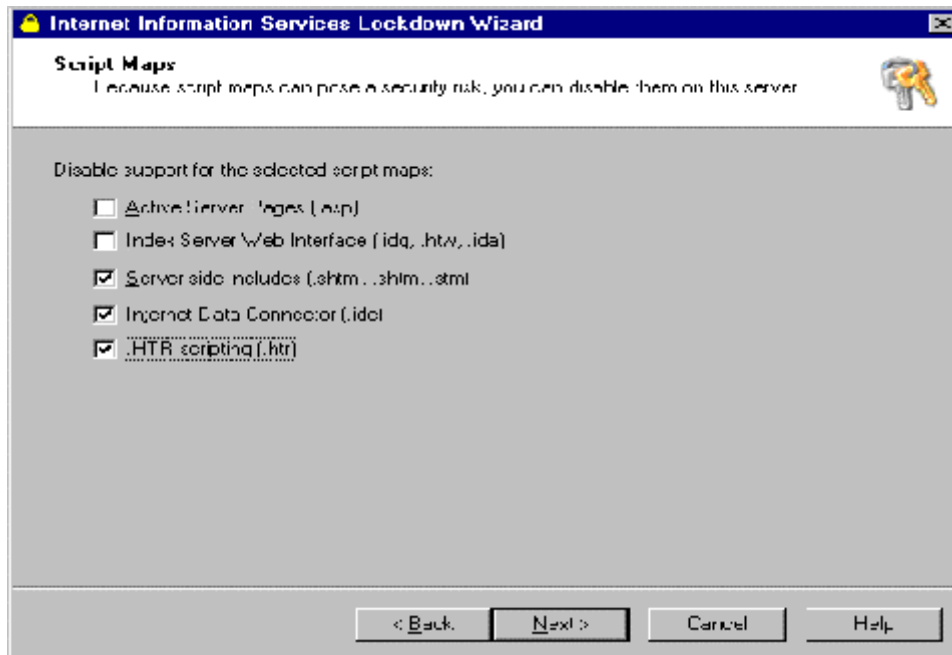 Internet Information Services Lockdown Wizard
Script Maps
Because script maps can pose a security risk, you can disable them on this server.
Disable support for the selected script maps:
Active Server Pages (.asp)
Index Server Web Interface (.idq, .htw, .ida)
Server side includes (.shtml, .shtm, .stm)
Internet Data Connector (.idc)
.HTR scripting (.htr)
< Back
Next >
Cancel
Help